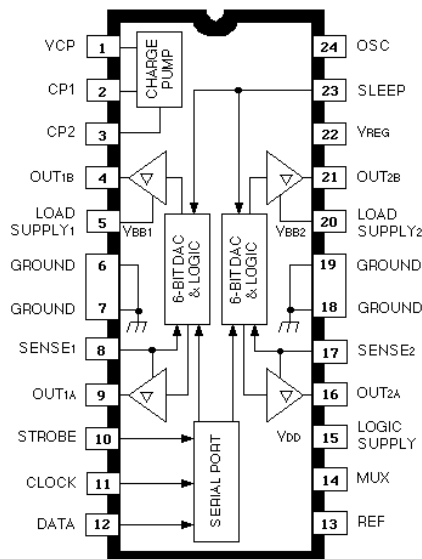 VCP 1
CP1 2
CP2 3
OUT1B 4
LOAD
SUPPLY1 5
GROUND 6
GROUND 7
SENSE1 8
OUT1A 9
STROBE 10
CLOCK 11
DATA 12
CHARGE
PUMP
VBB1
6-BIT DAC
& LOGIC
6-BIT DAC
& LOGIC
VBB2
VDD
SERIAL PORT
24 OSC
23 SLEEP
22 VREG
21 OUT2B
20 LOAD
SUPPLY2
19 GROUND
18 GROUND
17 SENSE2
16 OUT2A
15 LOGIC
SUPPLY
14 MUX
13 REF